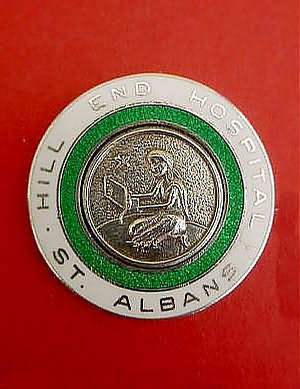 · HILL END HOSPITAL ·
ST. ALBANS